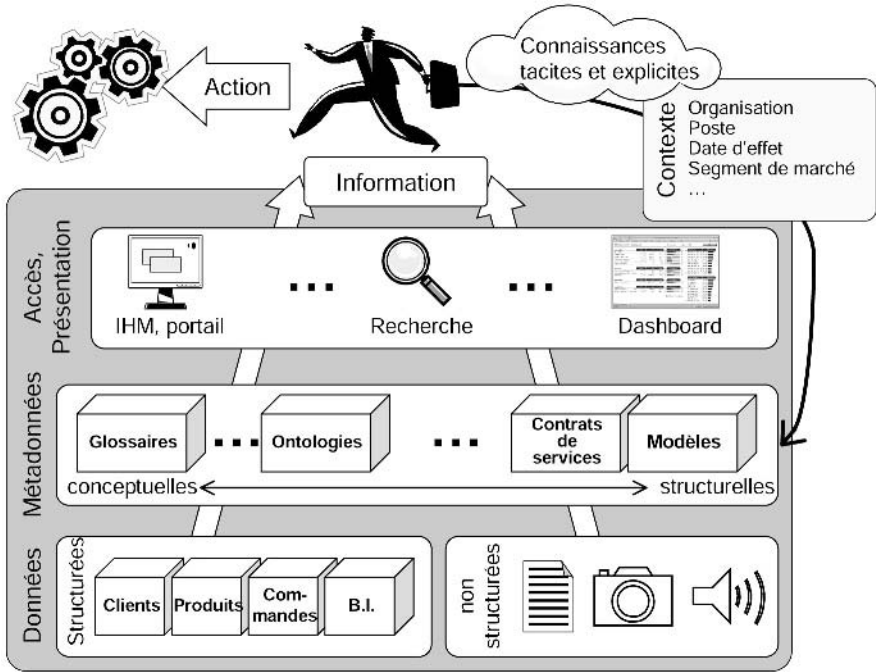 Connaissances
tacites et explicites
Action
Contexte
Organisation
Poste
Date d'effet
Segment de marché
...
Information
Accès,
Présentation
IHM, portail
...
Recherche
...
Dashboard
Métadonnées
Glossaires
...
Ontologies
...
Contrats
de
services
Modèles
conceptuelles
structurelles
Données
Structurées
Clients
Produits
Com-
mandes
B.I.
non
structurées